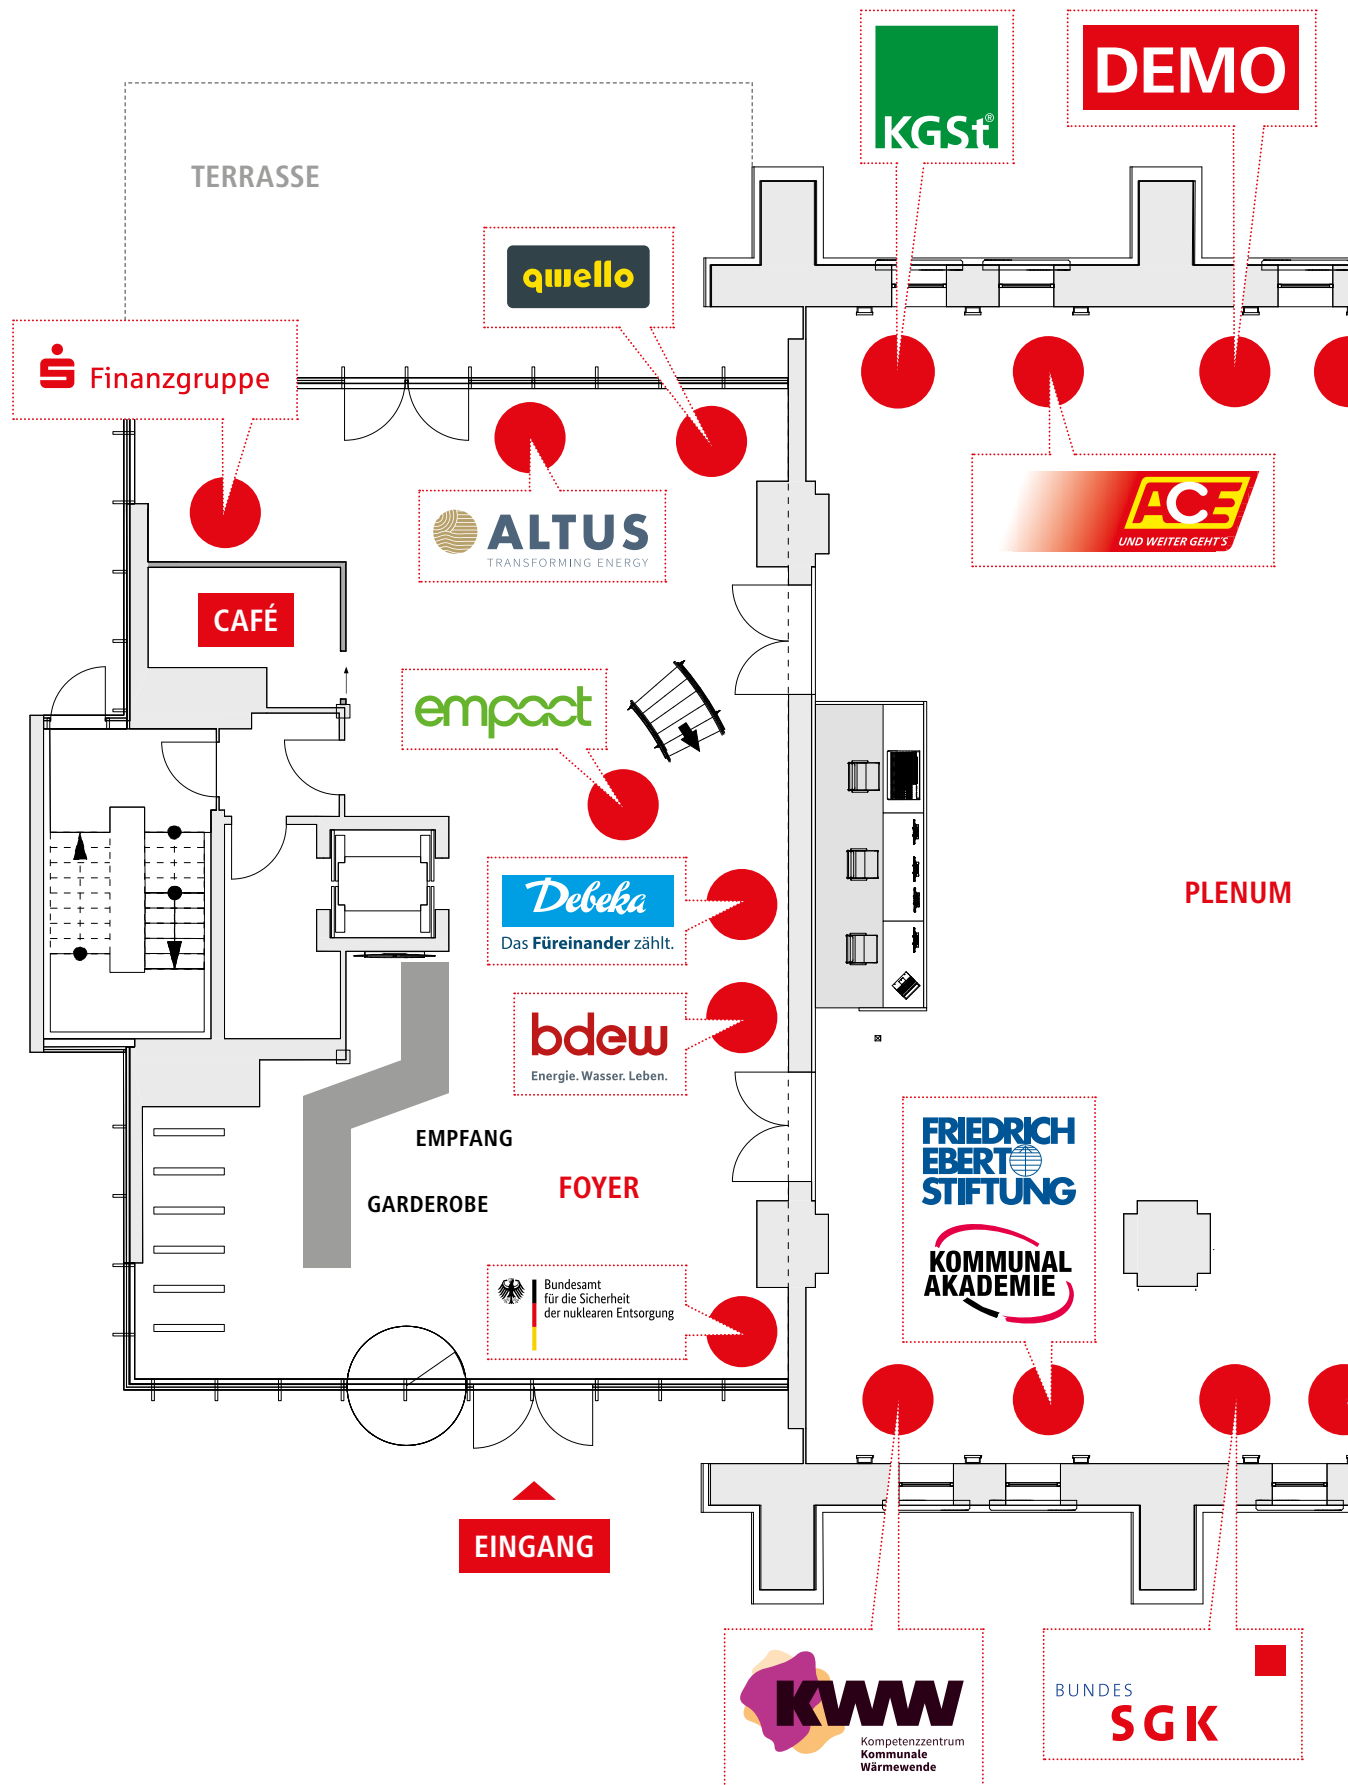 KGSt®
DEMO
TERRASSE
qwello
Finanzgruppe
ALTUS
TRANSFORMING ENERGY
ACE
UND WEITER GEHT'S
CAFÉ
empact
Debeka
Das Füreinander zählt.
PLENUM
bdew
Energie. Wasser. Leben.
EMPFANG
FOYER
GARDEROBE
FRIEDRICH
EBERT
STIFTUNG
KOMMUNAL
AKADEMIE
Bundesamt
für die Sicherheit
der nuklearen Entsorgung
EINGANG
KWW
Kompetenzzentrum
Kommunale
Wärmewende
BUNDES
SGK